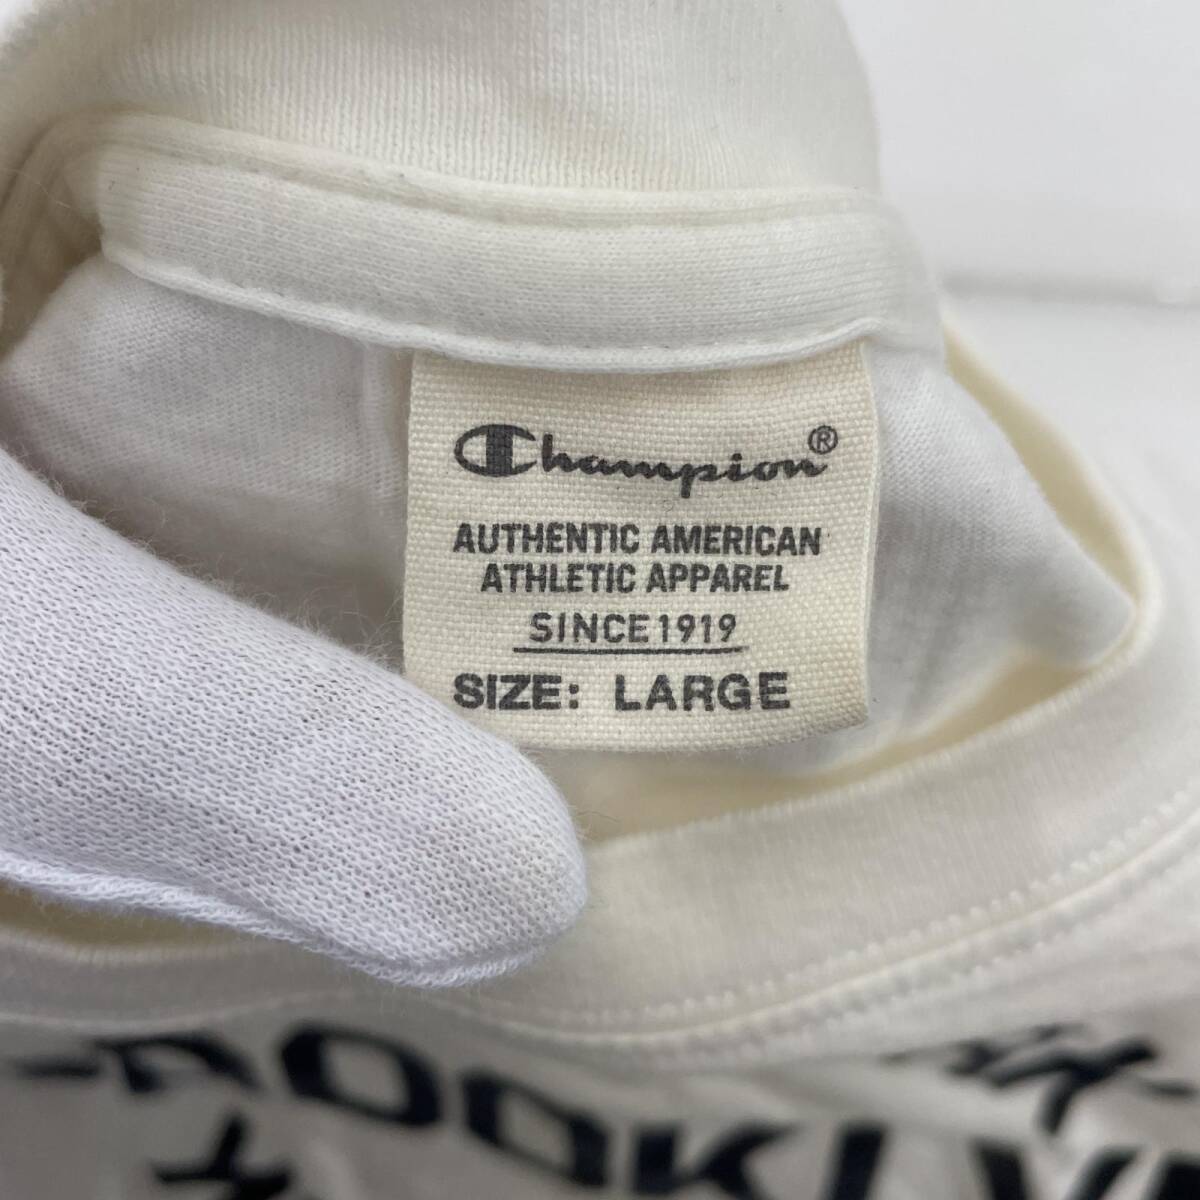 Champion®
AUTHENTIC AMERICAN
ATHLETIC APPAREL
SINCE 1919
SIZE: LARGE